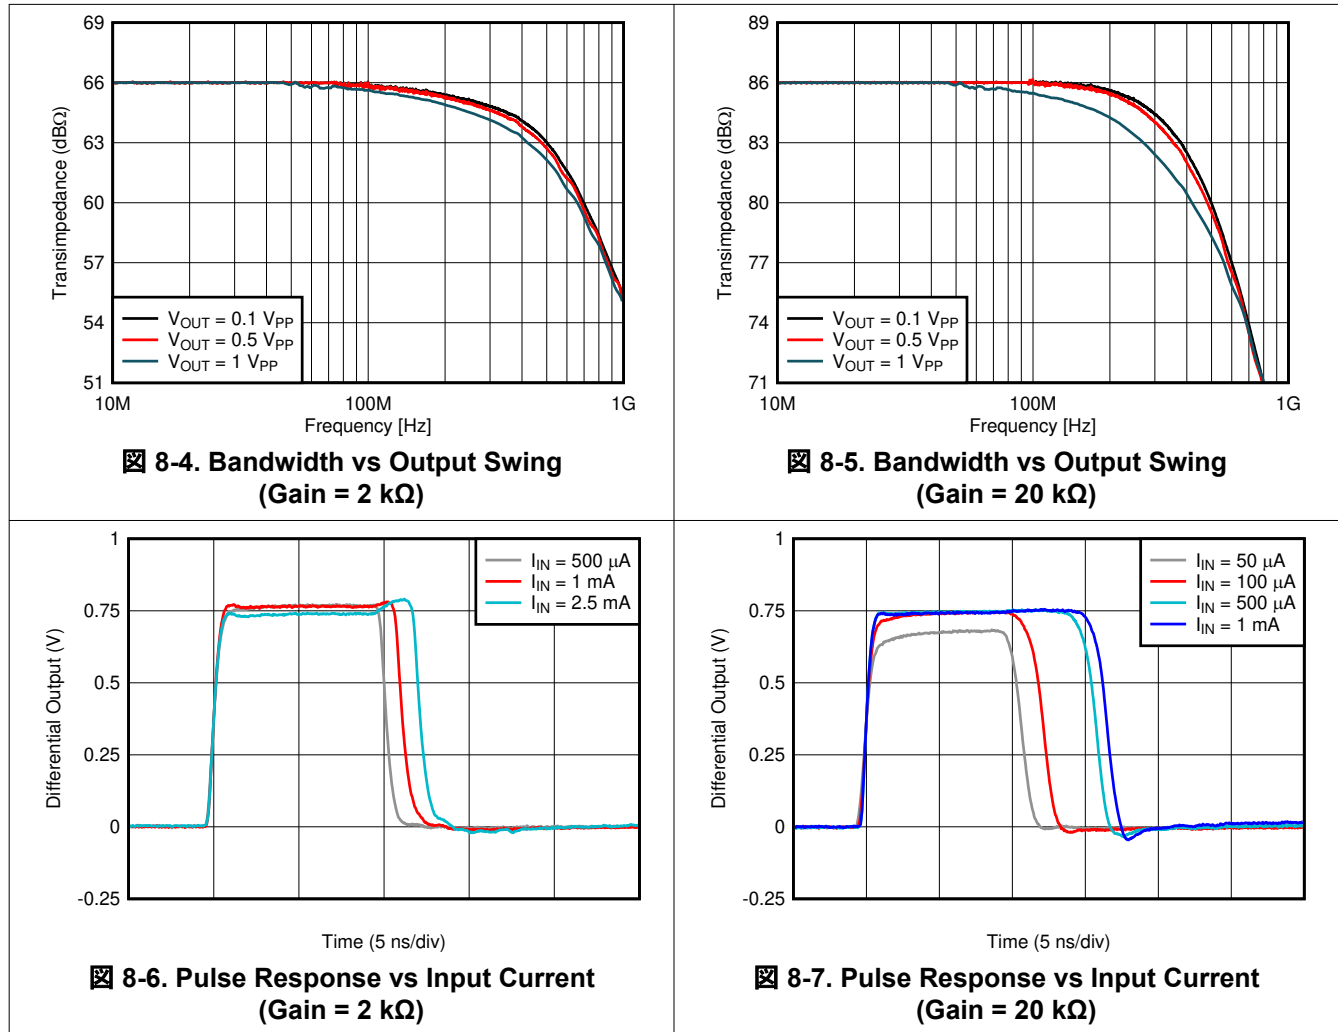 69
66
63
60
57
54
51
Transimpedance (dBΩ)
VOUT = 0.1 VPP
VOUT = 0.5 VPP
VOUT = 1 VPP
10M 100M 1G
Frequency [Hz]
図 8-4. Bandwidth vs Output Swing
(Gain = 2 kΩ)
89
86
83
80
77
74
71
Transimpedance (dBΩ)
VOUT = 0.1 VPP
VOUT = 0.5 VPP
VOUT = 1 VPP
10M 100M 1G
Frequency [Hz]
図 8-5. Bandwidth vs Output Swing
(Gain = 20 kΩ)
1
0.75
0.5
0.25
0
-0.25
Differential Output (V)
IIN = 500 μA
IIN = 1 mA
IIN = 2.5 mA
Time (5 ns/div)
図 8-6. Pulse Response vs Input Current
(Gain = 2 kΩ)
1
0.75
0.5
0.25
0
-0.25
Differential Output (V)
IIN = 50 μA
IIN = 100 μA
IIN = 500 μA
IIN = 1 mA
Time (5 ns/div)
図 8-7. Pulse Response vs Input Current
(Gain = 20 kΩ)